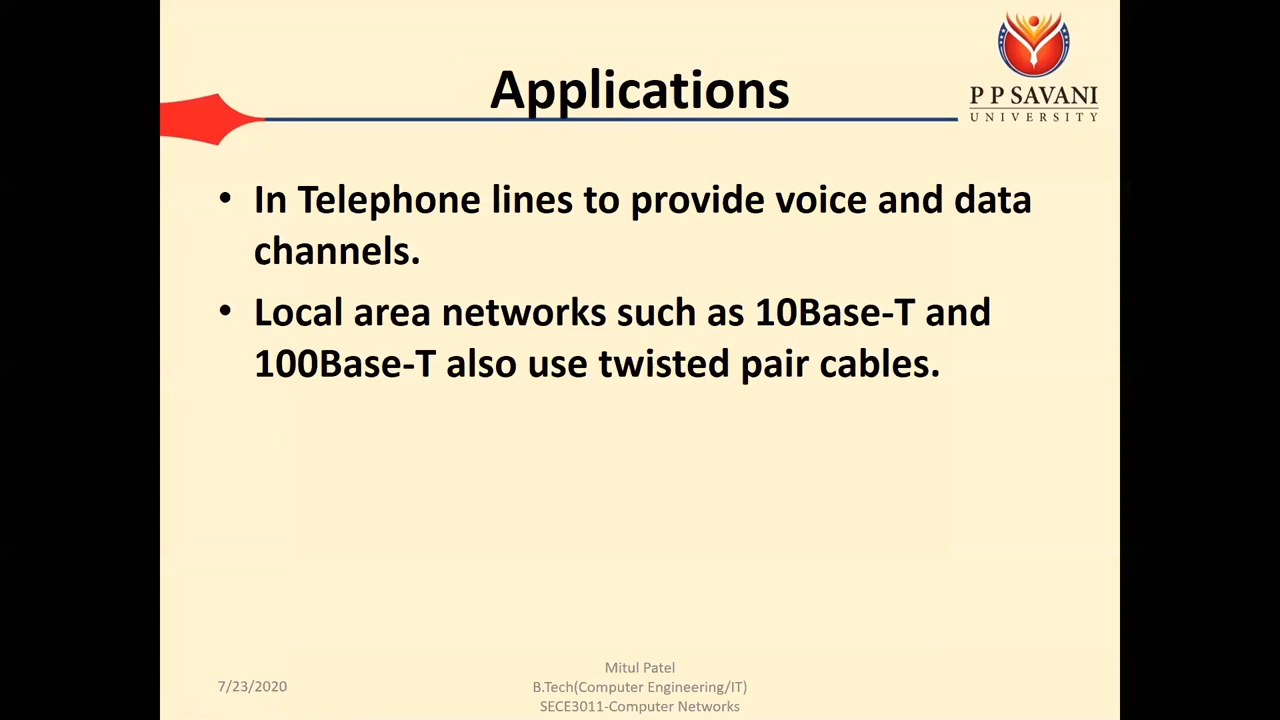 Applications
P P SAVANI
UNIVERSITY
• In Telephone lines to provide voice and data
channels.
• Local area networks such as 10Base-T and
100Base-T also use twisted pair cables.
7/23/2020
Mitul Patel
B.Tech(Computer Engineering/IT)
SECE3011-Computer Networks